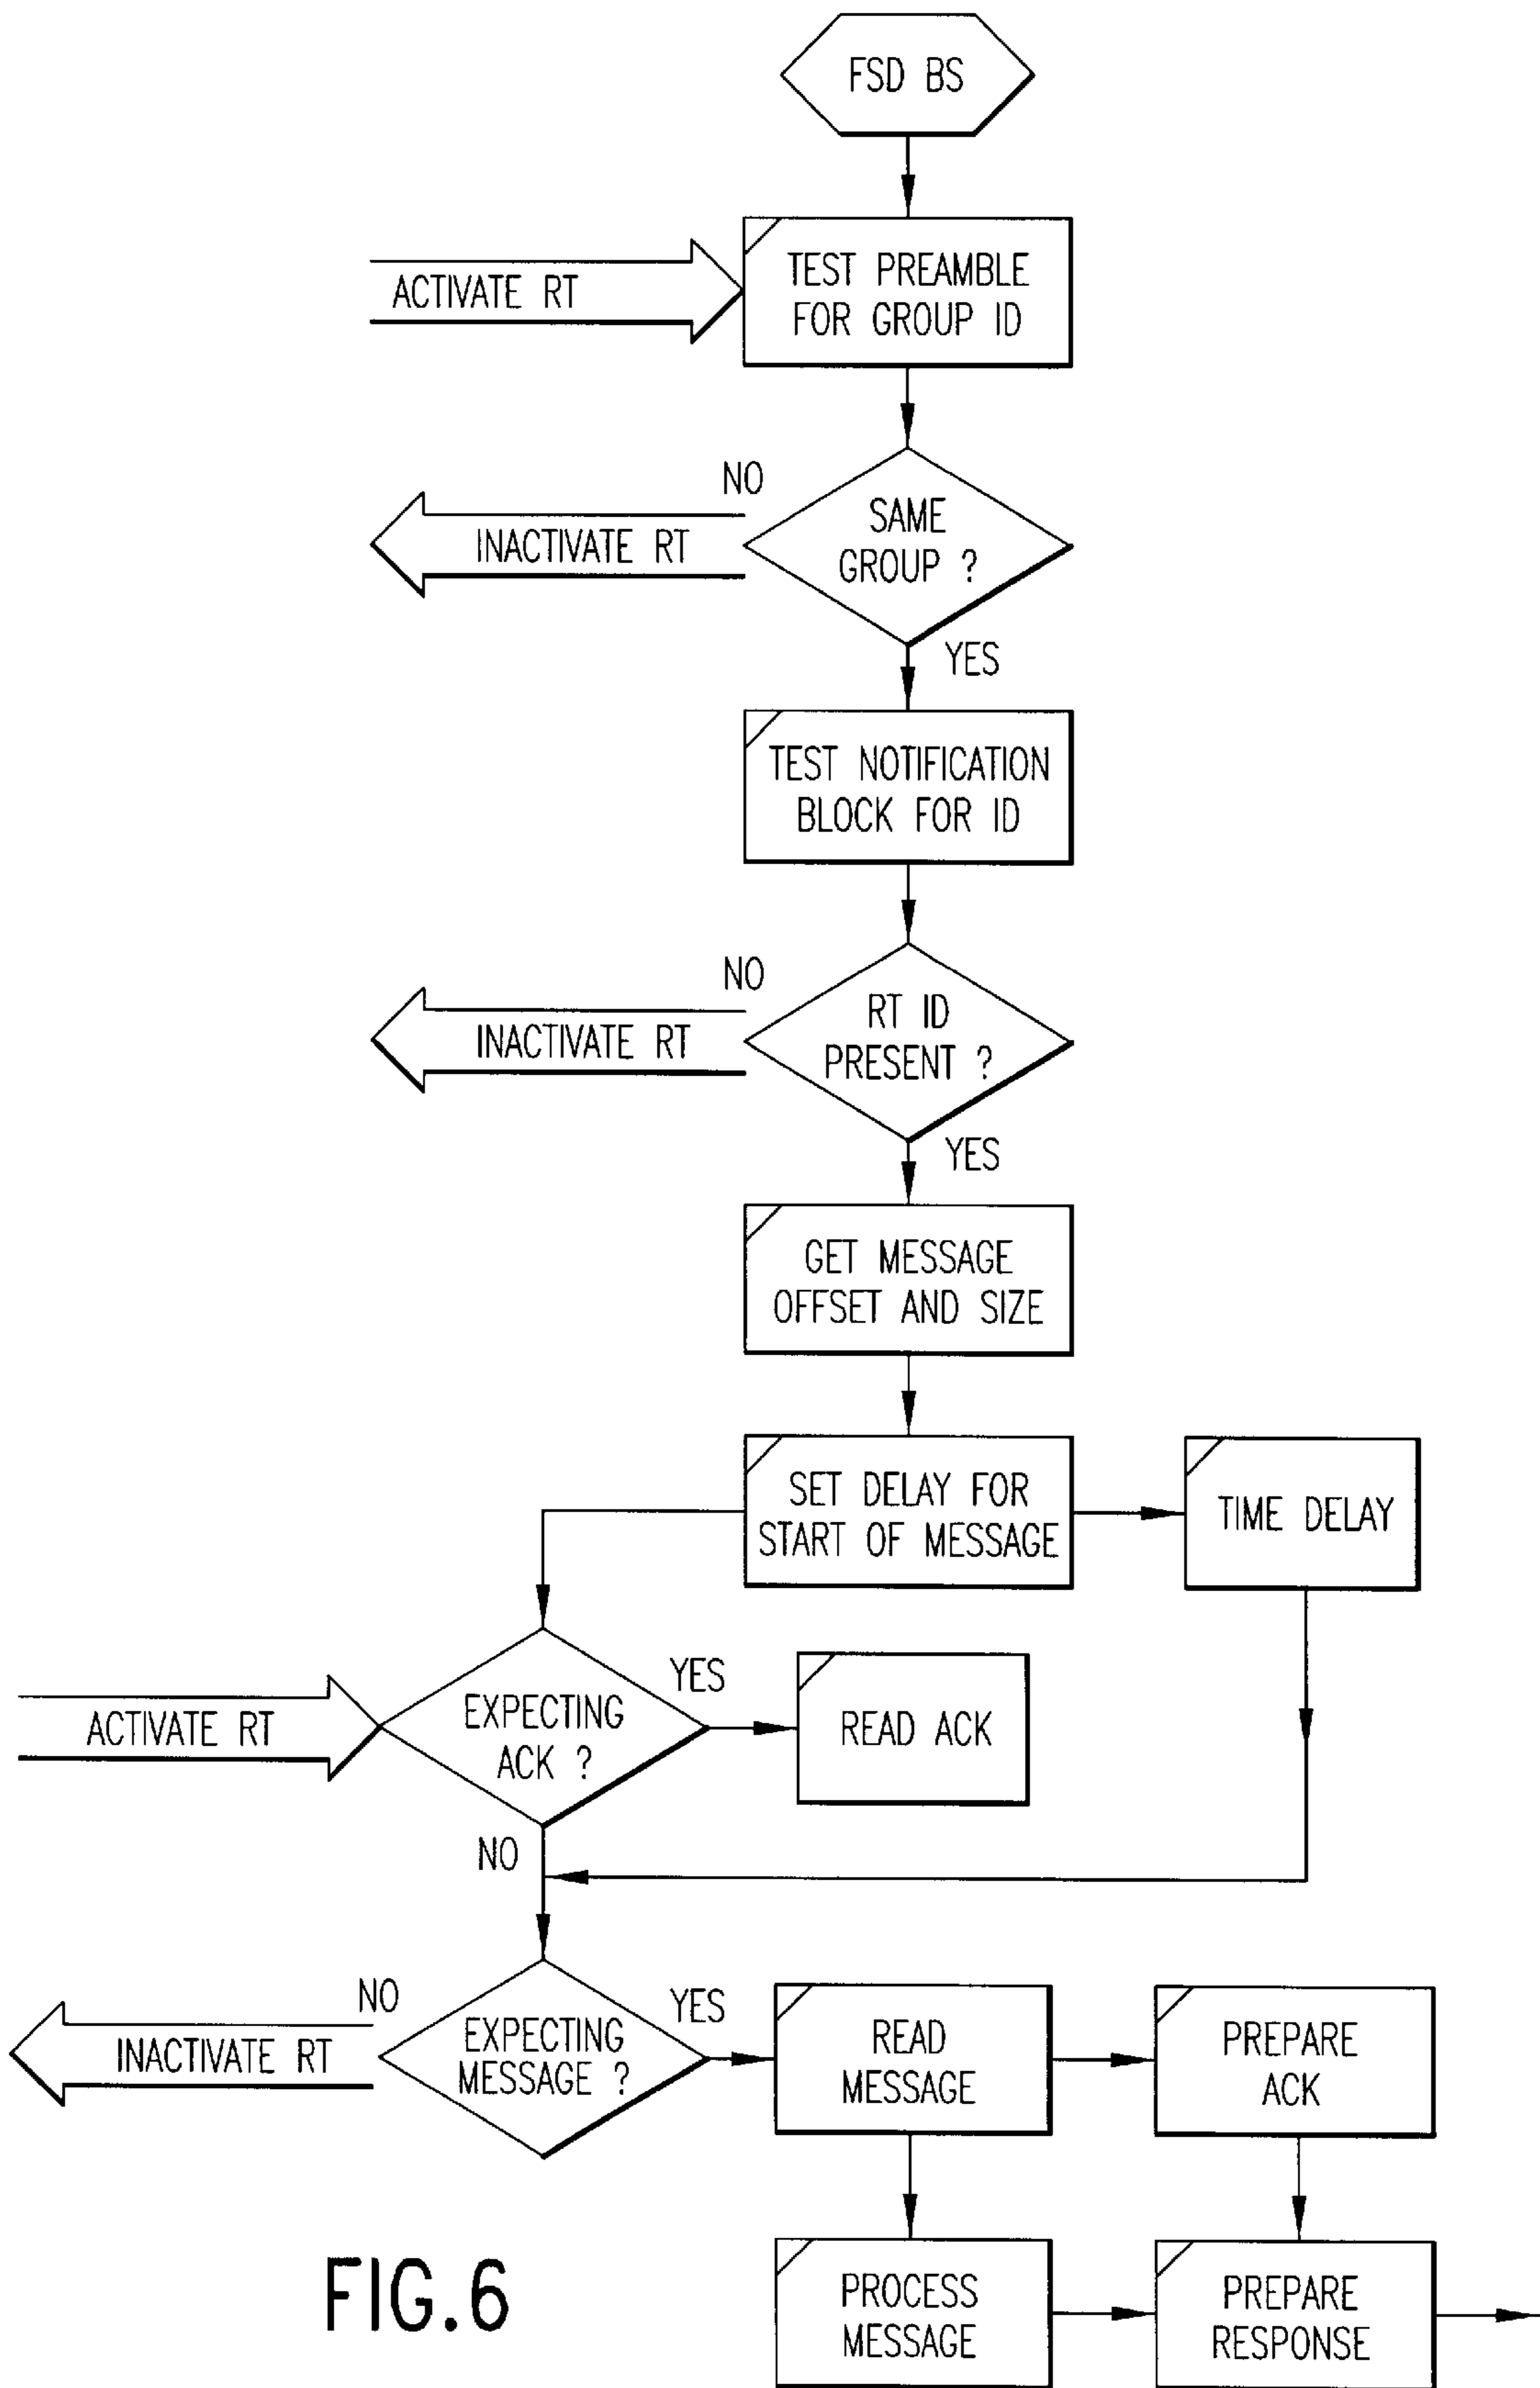 FSD BS
ACTIVATE RT
TEST PREAMBLE
FOR GROUP ID
NO
INACTIVATE RT
SAME
GROUP ?
YES
TEST NOTIFICATION
BLOCK FOR ID
NO
INACTIVATE RT
RT ID
PRESENT ?
YES
GET MESSAGE
OFFSET AND SIZE
SET DELAY FOR
START OF MESSAGE
TIME DELAY
ACTIVATE RT
EXPECTING
ACK ?
YES
READ ACK
NO
NO
INACTIVATE RT
EXPECTING
MESSAGE ?
YES
READ
MESSAGE
PREPARE
ACK
PROCESS
MESSAGE
PREPARE
RESPONSE
FIG.6